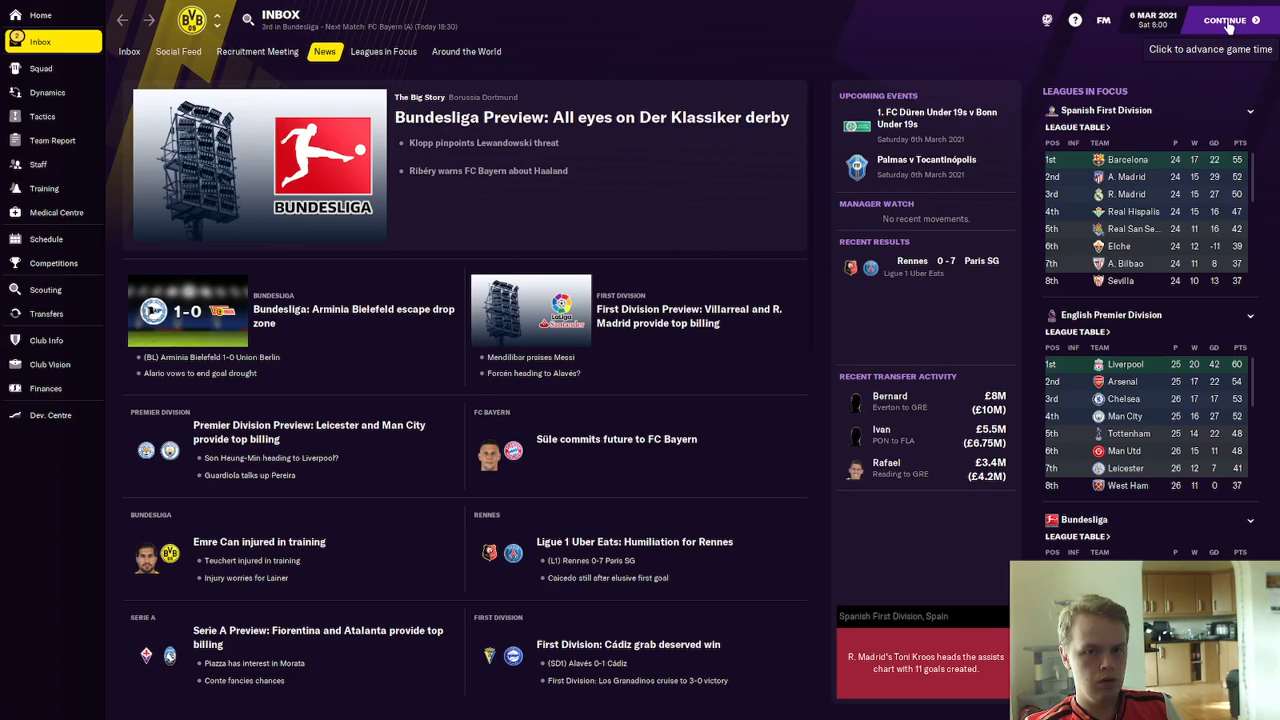 Home
2
Inbox
Squad
Dynamics
Tactics
Team Report
Staff
Training
Medical Centre
Schedule
Competitions
Scouting
Transfers
Club Info
Club Vision
Finances
Dev. Centre
BVB
09
INBOX
3rd in Bundesliga - Next Match: FC Bayern (A) (Today 18:30)
?
FM
6 MAR 2021
Sat 8:00
CONTINUE
Click to advance game time
Inbox
Social Feed
Recruitment Meeting
News
Leagues in Focus
Around the World
BUNDESLIGA
The Big Story Borussia Dortmund
Bundesliga Preview: All eyes on Der Klassiker derby
Klopp pinpoints Lewandowski threat
Ribéry warns FC Bayern about Haaland
1-0
BUNDESLIGA
Bundesliga: Arminia Bielefeld escape drop
zone
(BL) Arminia Bielefeld 1-0 Union Berlin
Alario vows to end goal drought
LaLiga
Santander
FIRST DIVISION
First Division Preview: Villarreal and R.
Madrid provide top billing
Mendilibar praises Messi
Forcén heading to Alavés?
PREMIER DIVISION
Premier Division Preview: Leicester and Man City
provide top billing
Son Heung-Min heading to Liverpool?
Guardiola talks up Pereira
FC BAYERN
Süle commits future to FC Bayern
BUNDESLIGA
Emre Can injured in training
Teuchert injured in training
Injury worries for Lainer
RENNES
Ligue 1 Uber Eats: Humiliation for Rennes
(L1) Rennes 0-7 Paris SG
Caicedo still after elusive first goal
SERIE A
Serie A Preview: Fiorentina and Atalanta provide top
billing
Piazza has interest in Morata
Conte fancies chances
FIRST DIVISION
First Division: Cádiz grab deserved win
(SD1) Alavés 0-1 Cádiz
First Division: Los Granadinos cruise to 3-0 victory
UPCOMING EVENTS
1. FC Düren Under 19s v Bonn
Under 19s
Saturday 6th March 2021
Palmas v Tocantinópolis
Saturday 6th March 2021
MANAGER WATCH
No recent movements.
RECENT RESULTS
Rennes 0 - 7 Paris SG
Ligue 1 Uber Eats
RECENT TRANSFER ACTIVITY
Bernard £8M
Everton to GRE (£10M)
Ivan £5.5M
PON to FLA (£6.75M)
Rafael £3.4M
Reading to GRE (£4.2M)
Spanish First Division, Spain
R. Madrid's Toni Kroos heads the assists
chart with 11 goals created.
LEAGUES IN FOCUS
Spanish First Division
LEAGUE TABLE
POS INF TEAM P W GD PTS
1st Barcelona 24 17 22 55
2nd A. Madrid 24 15 29 52
3rd R. Madrid 24 15 27 50
4th Real Hispalis 24 14 16 47
5th Real San Se... 24 11 16 42
6th Elche 24 12 -11 39
7th A. Bilbao 24 11 8 37
8th Sevilla 24 10 13 37
English Premier Division
LEAGUE TABLE
POS INF TEAM P W GD PTS
1st Liverpool 25 20 42 60
2nd Arsenal 25 17 22 54
3rd Chelsea 26 17 16 53
4th Man City 26 15 27 52
5th Tottenham 25 14 22 48
6th Man Utd 25 15 11 48
7th Leicester 26 12 7 41
8th West Ham 26 11 0 37
Bundesliga
LEAGUE TABLE
POS INF TEAM P W GD PTS